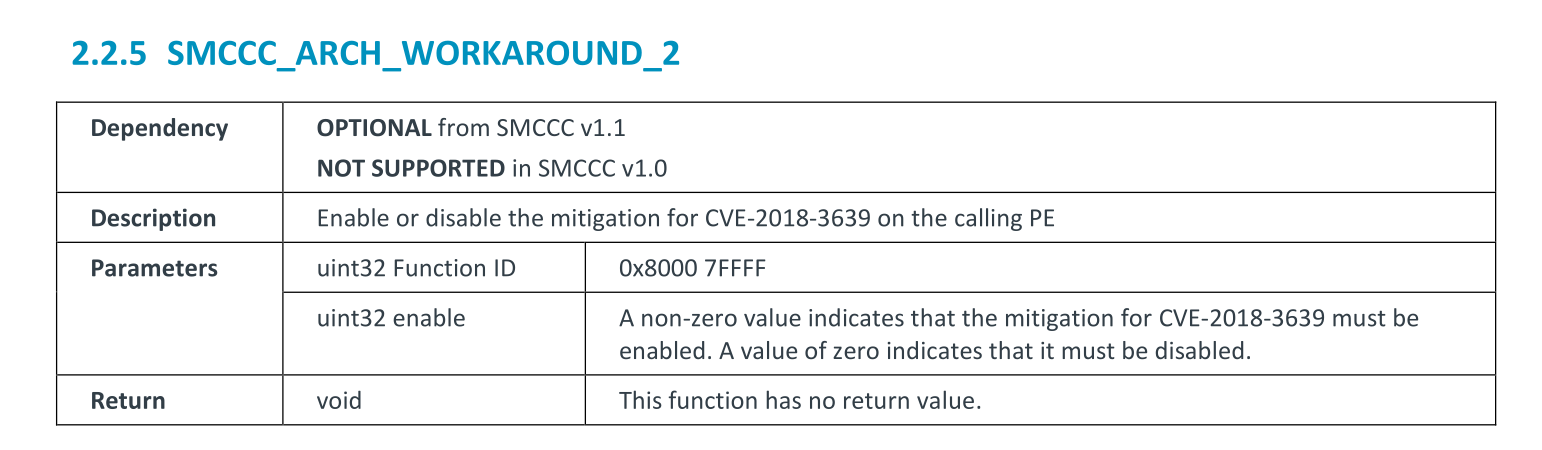 2.2.5 SMCCC_ARCH_WORKAROUND_2
Dependency OPTIONAL from SMCCC v1.1
NOT SUPPORTED in SMCCC v1.0
Description Enable or disable the mitigation for CVE-2018-3639 on the calling PE
Parameters uint32 Function ID 0x8000 7FFFF
uint32 enable A non-zero value indicates that the mitigation for CVE-2018-3639 must be
enabled. A value of zero indicates that it must be disabled.
Return void This function has no return value.